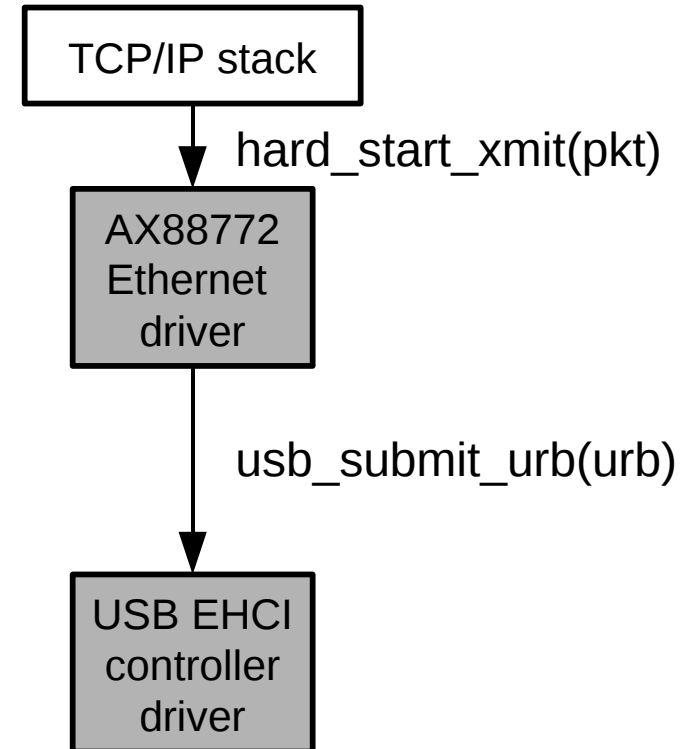 TCP/IP stack
hard_start_xmit(pkt)
AX88772
Ethernet
driver
usb_submit_urb(urb)
USB EHCI
controller
driver